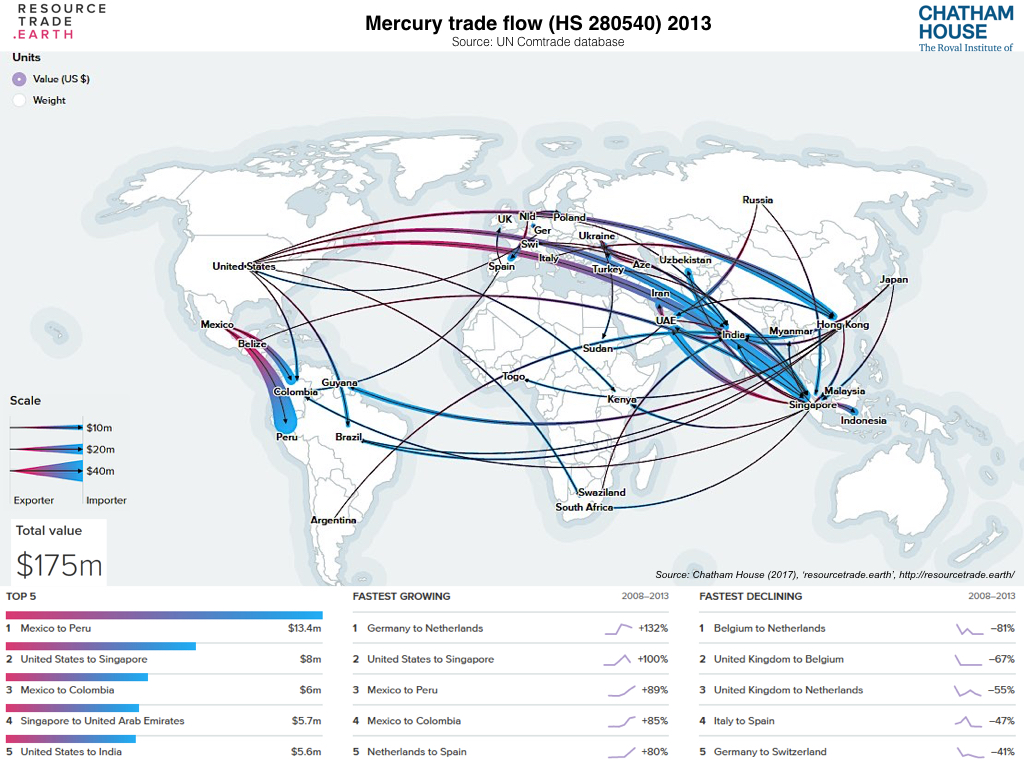 RESOURCE
TRADE
.EARTH
Mercury trade flow (HS 280540) 2013
Source: UN Comtrade database
CHATHAM
HOUSE
The Royal Institute of
Units
Value (US $)
Weight
Russia
UK
Nld
Poland
Ger
Ukraine
Swi
Italy
Uzbekistan
Spain
Aze
United States
Turkey
Japan
Iran
Mexico
UAE
Hong Kong
Myanmar
India
Belize
Sudan
Togo
Guyana
Colombia
Malaysia
Kenya
Singapore
Indonesia
Peru
Brazil
Swaziland
South Africa
Argentina
Scale
$10m
$20m
$40m
Exporter Importer
Total value
$175m
Source: Chatham House (2017), ‘resourcetrade.earth’, http://resourcetrade.earth/
TOP 5
1 Mexico to Peru $13.4m
2 United States to Singapore $8m
3 Mexico to Colombia $6m
4 Singapore to United Arab Emirates $5.7m
5 United States to India $5.6m
FASTEST GROWING 2008–2013
1 Germany to Netherlands +132%
2 United States to Singapore +100%
3 Mexico to Peru +89%
4 Mexico to Colombia +85%
5 Netherlands to Spain +80%
FASTEST DECLINING 2008–2013
1 Belgium to Netherlands –81%
2 United Kingdom to Belgium –67%
3 United Kingdom to Netherlands –55%
4 Italy to Spain –47%
5 Germany to Switzerland –41%